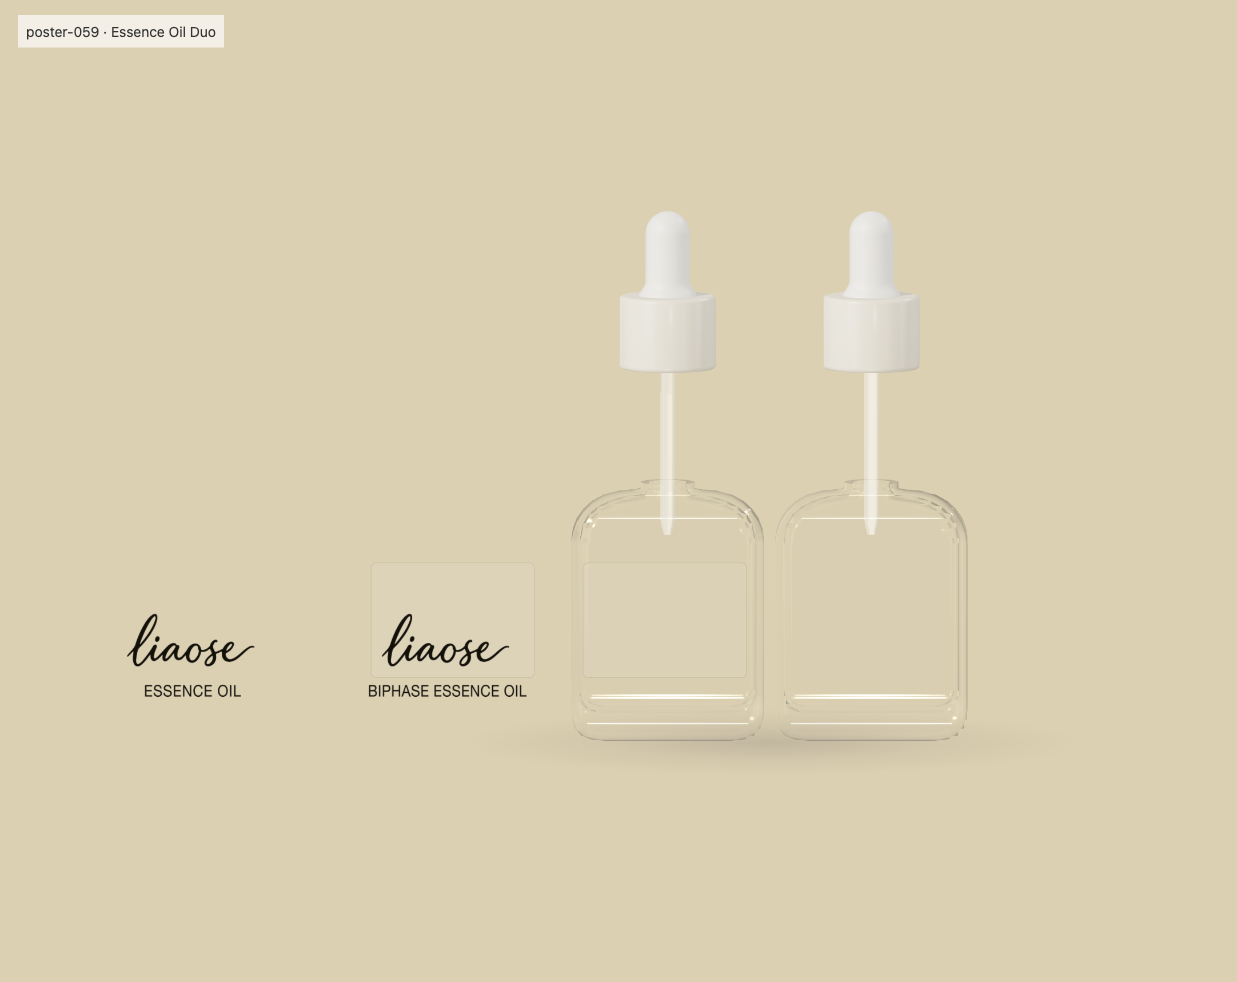 poster-059 · Essence Oil Duo
liaose
ESSENCE OIL
liaose
BIPHASE ESSENCE OIL